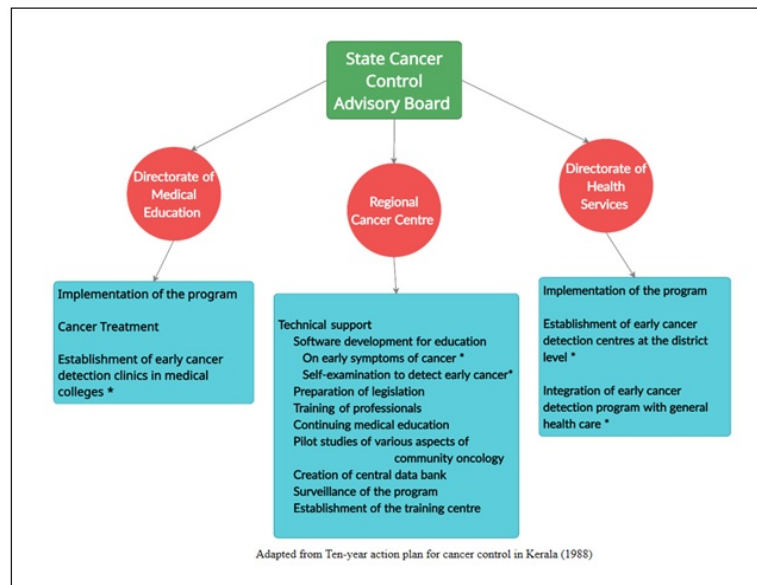 State Cancer
Control
Advisory Board
Directorate of
Medical
Education
Regional
Cancer Centre
Directorate of
Health
Services
Implementation of the program
Cancer Treatment
Establishment of early cancer
detection clinics in medical
colleges *
Technical support
Software development for education
On early symptoms of cancer *
Self-examination to detect early cancer*
Preparation of legislation
Training of professionals
Continuing medical education
Pilot studies of various aspects of
community oncology
Creation of central data bank
Surveillance of the program
Establishment of the training centre
Implementation of the program
Establishment of early cancer
detection centres at the district
level *
Integration of early cancer
detection program with general
health care *
Adapted from Ten-year action plan for cancer control in Kerala (1988)